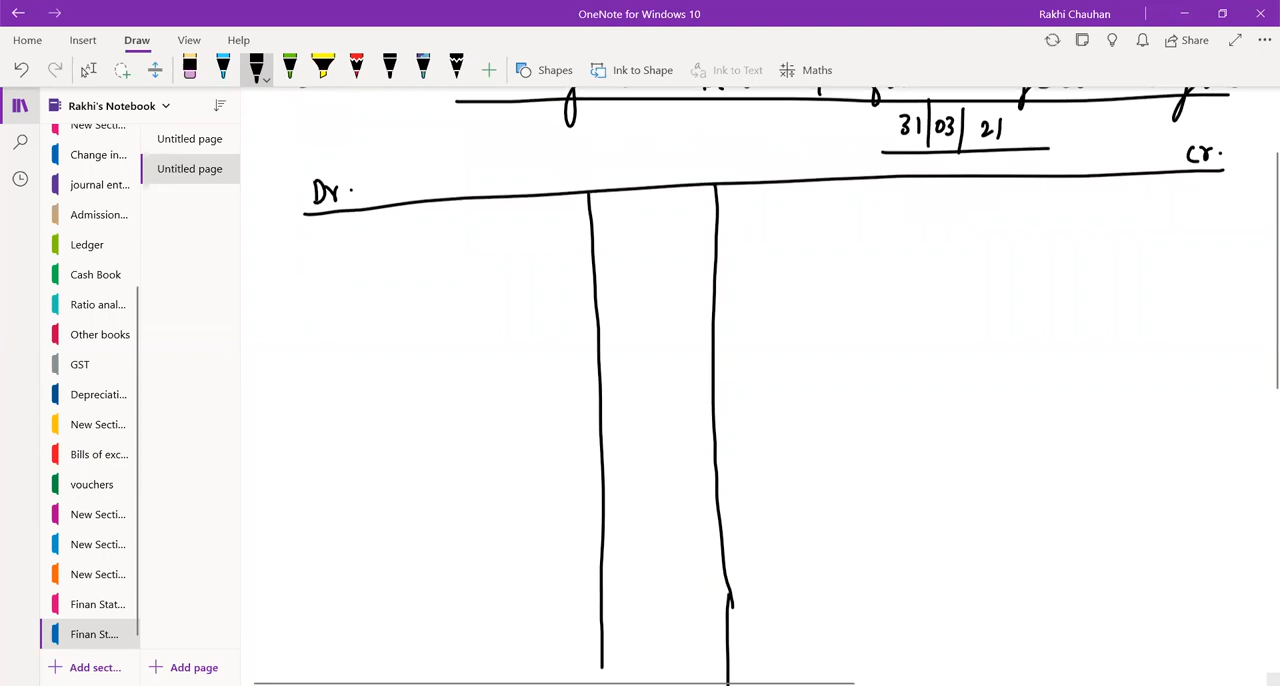 OneNote for Windows 10
Rakhi Chauhan
Home Insert Draw View Help
Share
Shapes Ink to Shape Ink to Text Maths
Rakhi's Notebook
New Secti...
Change in...
journal ent...
Admission...
Ledger
Cash Book
Ratio anal...
Other books
GST
Depreciati...
New Secti...
Bills of exc...
vouchers
New Secti...
New Secti...
New Secti...
Finan Stat...
Finan St....
Add sect...
Untitled page
Untitled page
Add page
31/03/21
Dr.
Cr.